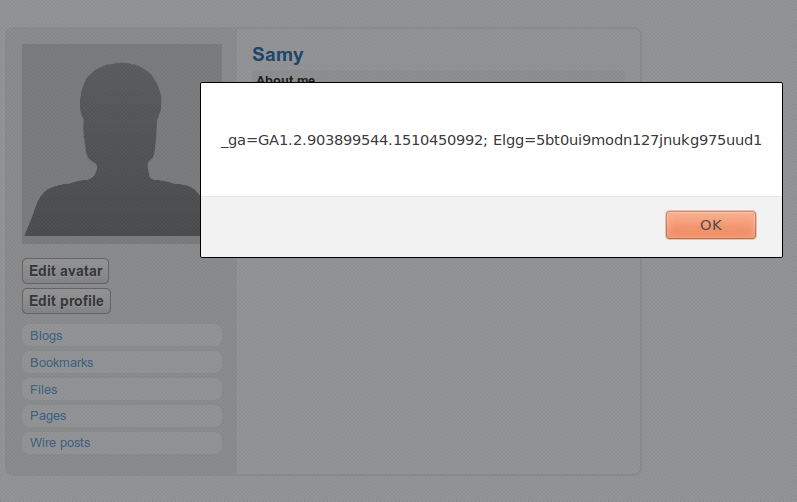 Samy
About me
_ga=GA1.2.903899544.1510450992; Elgg=5bt0ui9modn127jnukg975uud1
OK
Edit avatar
Edit profile
Blogs
Bookmarks
Files
Pages
Wire posts